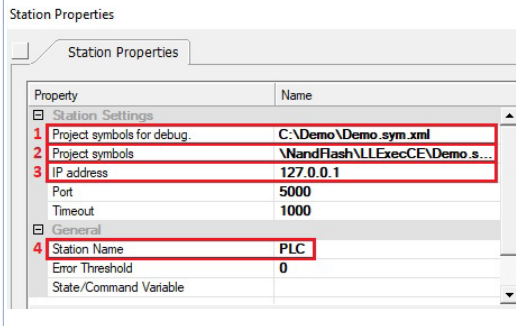 Station Properties
Station Properties
Property Name
Station Settings
1 Project symbols for debug. C:\Demo\Demo.sym.xml
2 Project symbols \NandFlash\LLExecCE\Demo.s...
3 IP address 127.0.0.1
Port 5000
Timeout 1000
General
4 Station Name PLC
Error Threshold 0
State/Command Variable